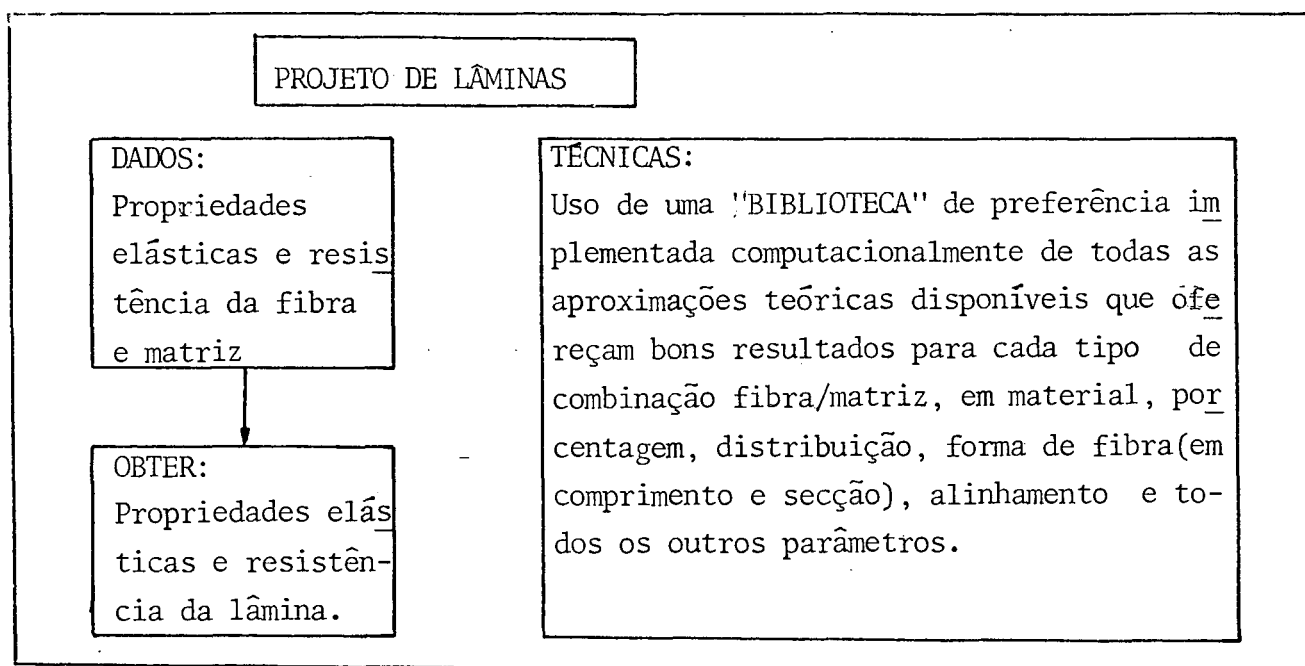 PROJETO DE LÂMINAS
DADOS:
Propriedades
elásticas e resis
tência da fibra
e matriz
OBTER:
Propriedades elás
ticas e resistên-
cia da lâmina.
TÉCNICAS:
Uso de uma "BIBLIOTECA" de preferência im
plementada computacionalmente de todas as
aproximações teóricas disponíveis que ofe
reçam bons resultados para cada tipo de
combinação fibra/matriz, em material, por
centagem, distribuição, forma de fibra(em
comprimento e secção), alinhamento e to-
dos os outros parâmetros.